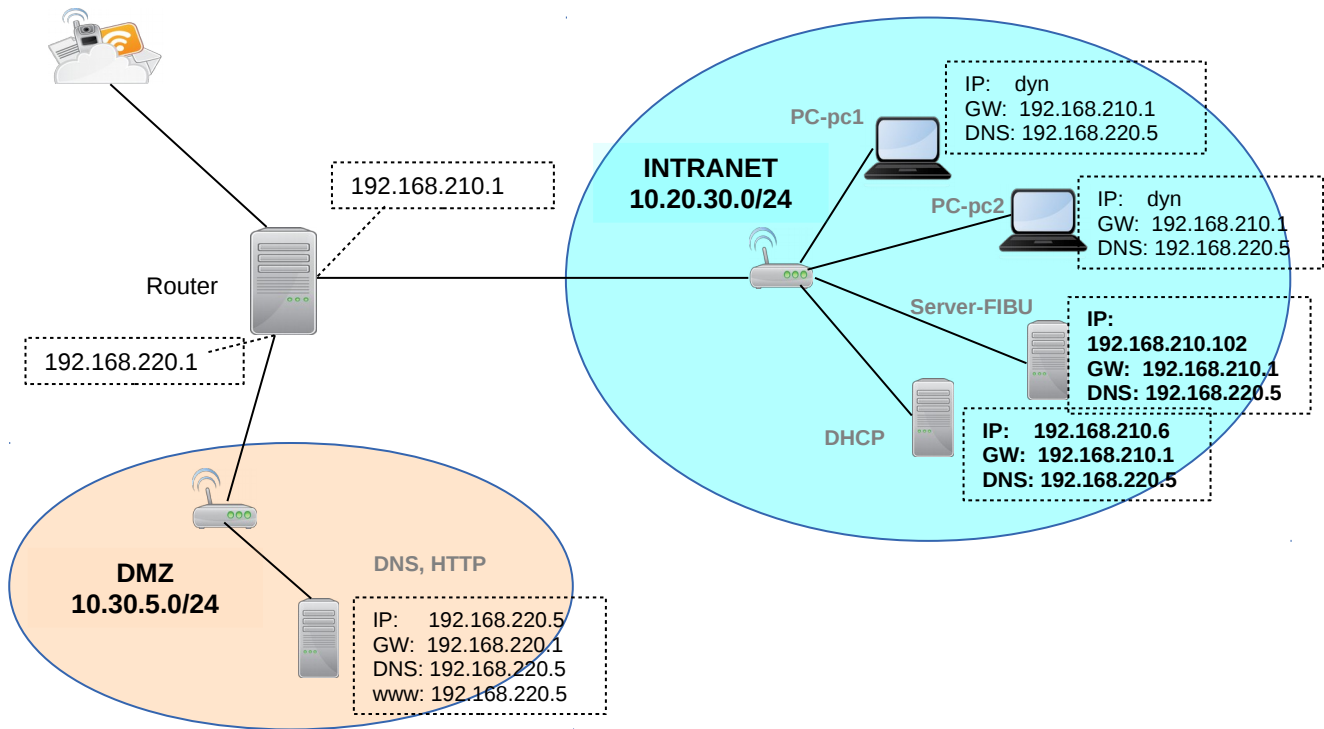 192.168.210.1
Router
192.168.220.1
INTRANET
10.20.30.0/24
PC-pc1
IP: dyn
GW: 192.168.210.1
DNS: 192.168.220.5
PC-pc2
IP: dyn
GW: 192.168.210.1
DNS: 192.168.220.5
Server-FIBU
IP:
192.168.210.102
GW: 192.168.210.1
DNS: 192.168.220.5
DHCP
IP: 192.168.210.6
GW: 192.168.210.1
DNS: 192.168.220.5
DMZ
10.30.5.0/24
DNS, HTTP
IP: 192.168.220.5
GW: 192.168.220.1
DNS: 192.168.220.5
www: 192.168.220.5